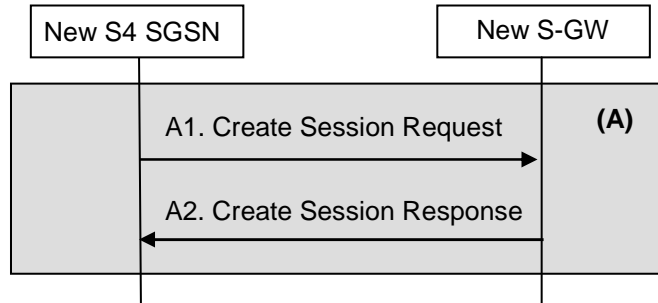 New S4 SGSN
New S-GW
(A)
A1. Create Session Request
A2. Create Session Response